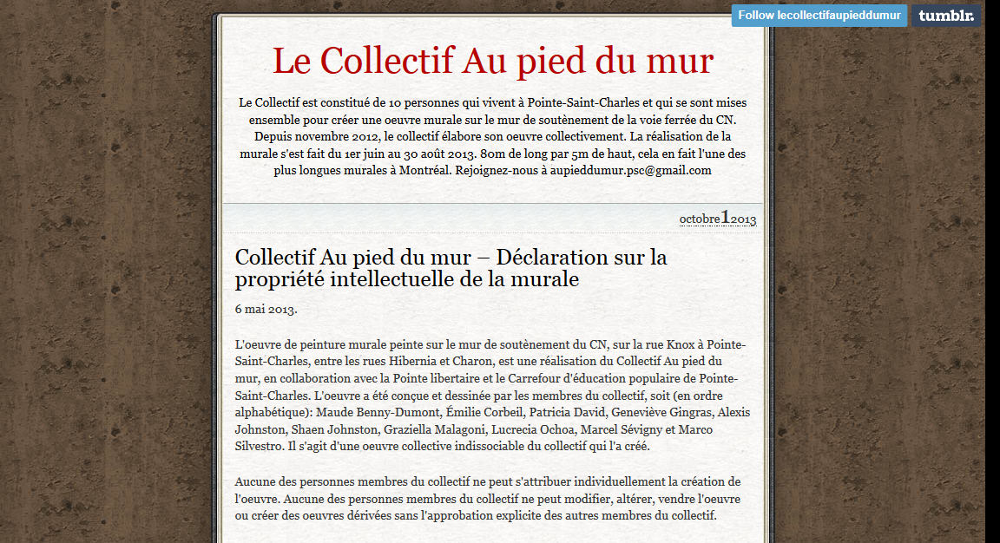 Follow lecollectifaupieddumur
tumblr.
Le Collectif Au pied du mur
Le Collectif est constitué de 10 personnes qui vivent à Pointe-Saint-Charles et qui se sont mises
ensemble pour créer une oeuvre murale sur le mur de soutènement de la voie ferrée du CN.
Depuis novembre 2012, le collectif élabore son oeuvre collectivement. La réalisation de la
murale s'est fait du 1er juin au 30 août 2013. 80m de long par 5m de haut, cela en fait l'une des
plus longues murales à Montréal. Rejoignez-nous à aupieddumur.psc@gmail.com
octobre12013
Collectif Au pied du mur – Déclaration sur la
propriété intellectuelle de la murale
6 mai 2013.
L'oeuvre de peinture murale peinte sur le mur de soutènement du CN, sur la rue Knox à Pointe-
Saint-Charles, entre les rues Hibernia et Charon, est une réalisation du Collectif Au pied du
mur, en collaboration avec la Pointe libertaire et le Carrefour d'éducation populaire de Pointe-
Saint-Charles. L'oeuvre a été conçue et dessinée par les membres du collectif, soit (en ordre
alphabétique): Maude Benny-Dumont, Émilie Corbeil, Patricia David, Geneviève Gingras, Alexis
Johnston, Shaen Johnston, Graziella Malagoni, Lucrecia Ochoa, Marcel Sévigny et Marco
Silvestro. Il s'agit d'une oeuvre collective indissociable du collectif qui l'a créé.
Aucune des personnes membres du collectif ne peut s'attribuer individuellement la création de
l'oeuvre. Aucune des personnes membres du collectif ne peut modifier, altérer, vendre l'oeuvre
ou créer des oeuvres dérivées sans l'approbation explicite des autres membres du collectif.